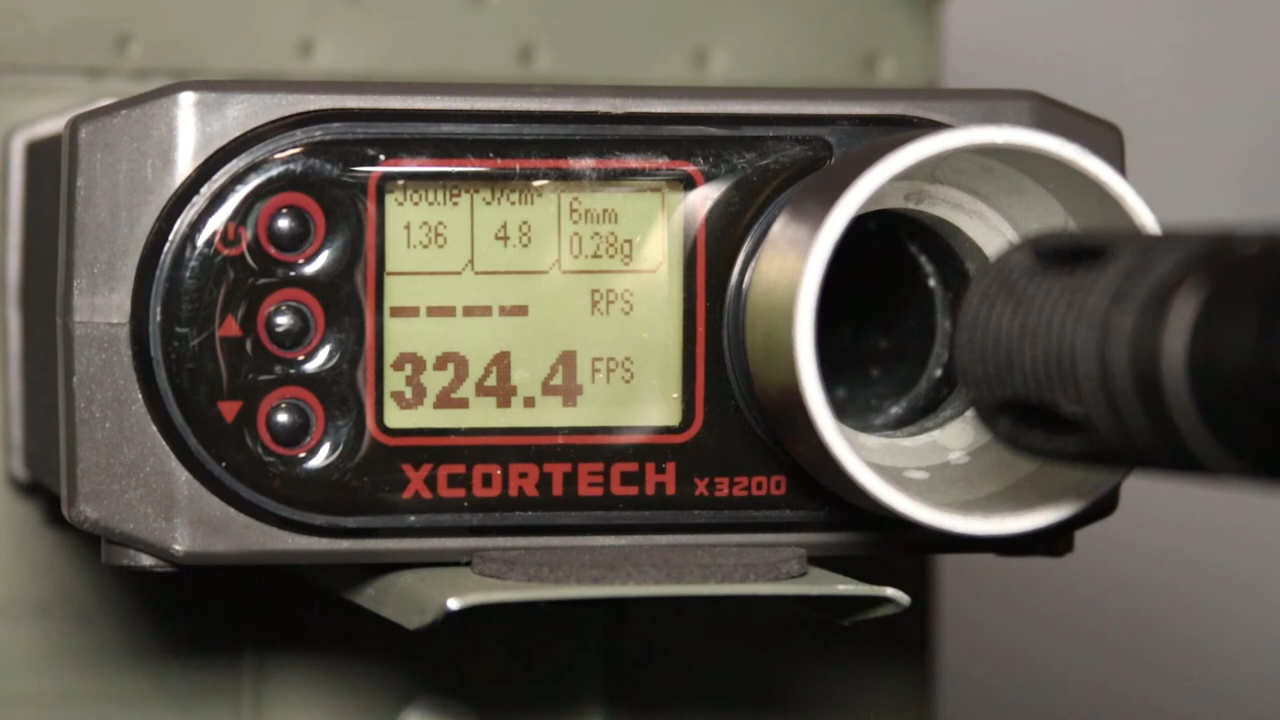 Joule J/cm²
1.36 4.8 6mm
0.28g
---- RPS
324.4 FPS
XCORTECH X3200